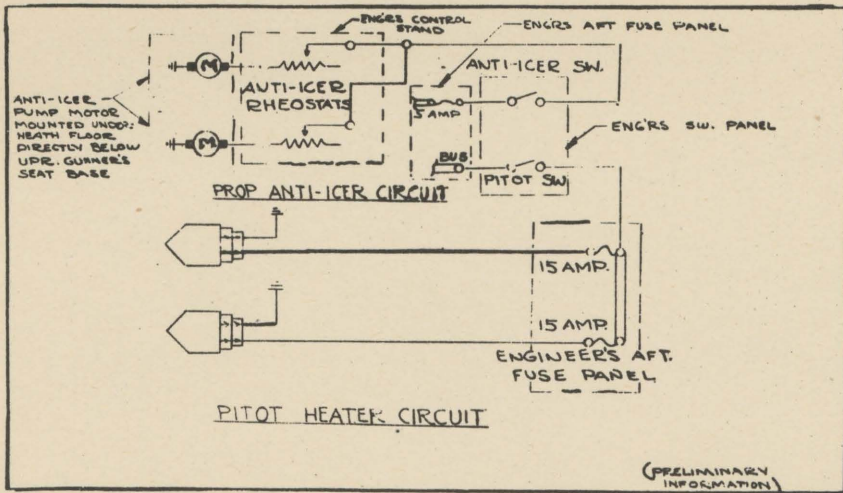 ENG'RS CONTROL
STAND
ENG'RS AFT FUSE PANEL
ANTI-ICER SW.
ANTI-ICER
RHEOSTATS
5 AMP
ANTI-ICER
PUMP MOTOR
MOUNTED UNDER-
NEATH FLOOR
DIRECTLY BELOW
UPR. GUNNER'S
SEAT BASE
M
M
ENG'RS SW. PANEL
BUS
PITOT SW
PROP ANTI-ICER CIRCUIT
15 AMP.
15 AMP.
ENGINEER'S AFT.
FUSE PANEL
PITOT HEATER CIRCUIT
(PRELIMINARY
INFORMATION)